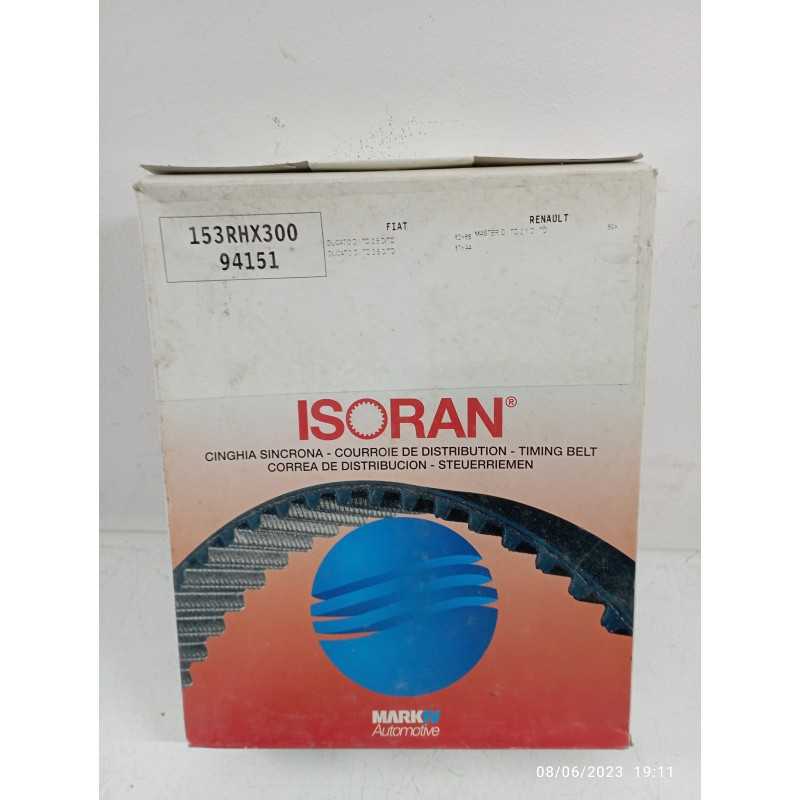 153RHX300
94151
FIAT
RENAULT
ISORAN®
CINGHIA SINCRONA - COURROIE DE DISTRIBUTION - TIMING BELT
CORREA DE DISTRIBUCION - STEUERRIEMEN
MARK IV
Automotive
08/06/2023 19:11